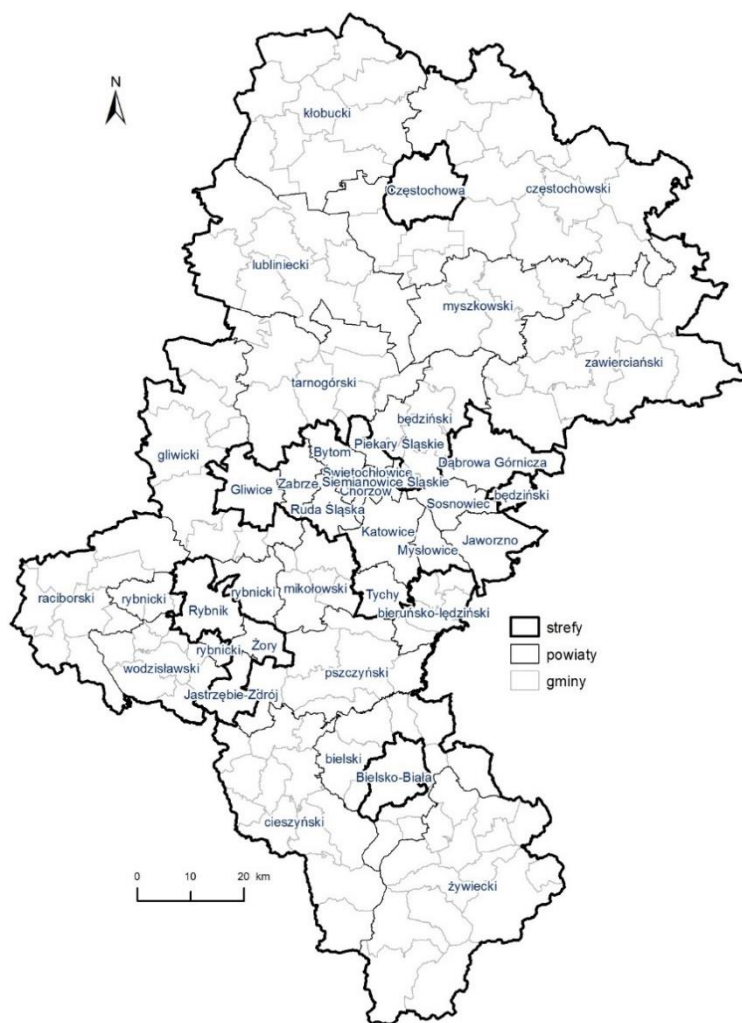 N
kłobucki
Częstochowa
częstochowski
lubliniecki
myszkowski
zawierciański
tarnogórski
będziński
gliwicki
Bytom
Piekary Śląskie
Dąbrowa Górnicza
Świętochłowice
Gliwice
Zabrze
Siemianowice Śląskie
Chorzów
będziński
Sosnowiec
Ruda Śląska
Katowice
Jaworzno
Mysłowice
raciborski
rybnicki
Rybnik
rybnicki
mikołowski
Tychy
bieruńsko-lędziński
strefy
powiaty
gminy
wodzisławski
rybnicki
Żory
pszczyński
Jastrzębie-Zdrój
bielski
Bielsko-Biała
cieszyński
żywiecki
0 10 20 km